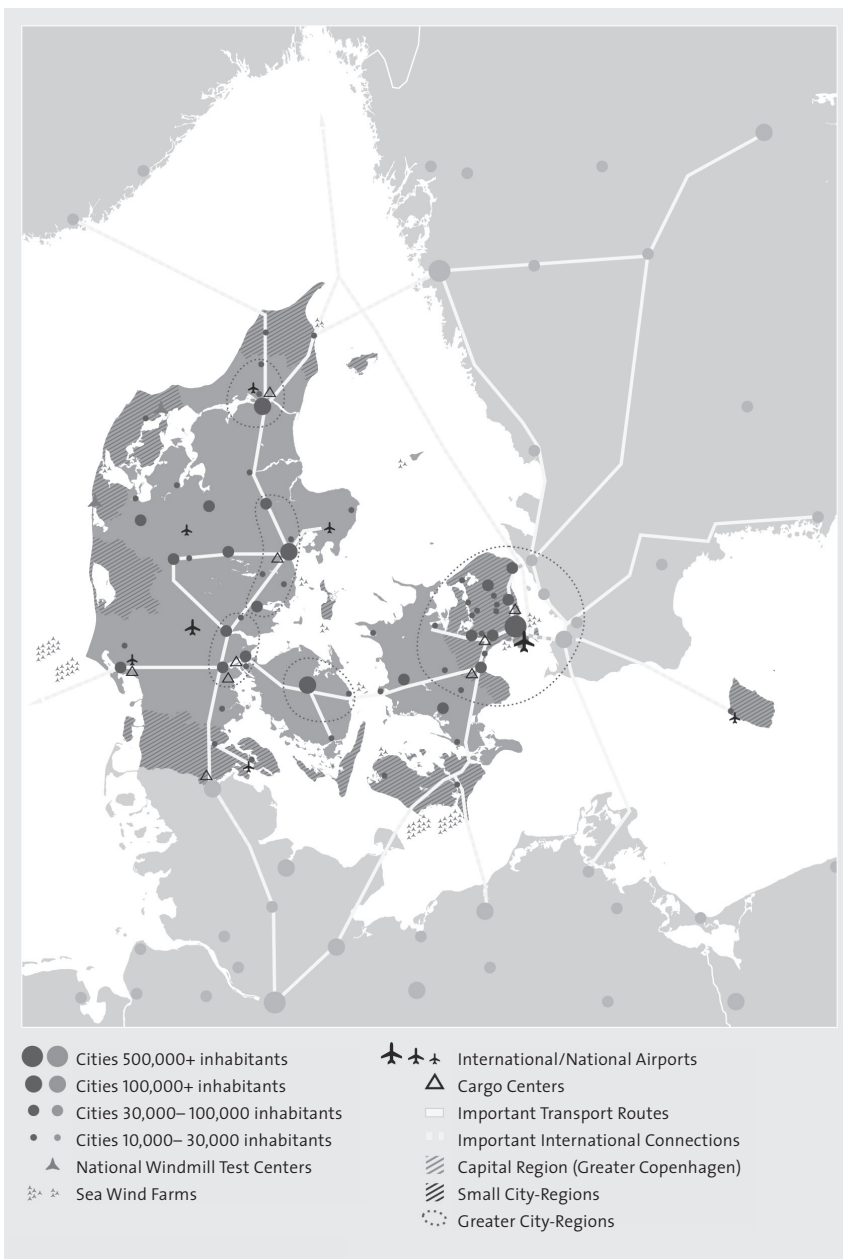 Cities 500,000+ inhabitants
Cities 100,000+ inhabitants
Cities 30,000– 100,000 inhabitants
Cities 10,000– 30,000 inhabitants
National Windmill Test Centers
Sea Wind Farms
International/National Airports
Cargo Centers
Important Transport Routes
Important International Connections
Capital Region (Greater Copenhagen)
Small City-Regions
Greater City-Regions